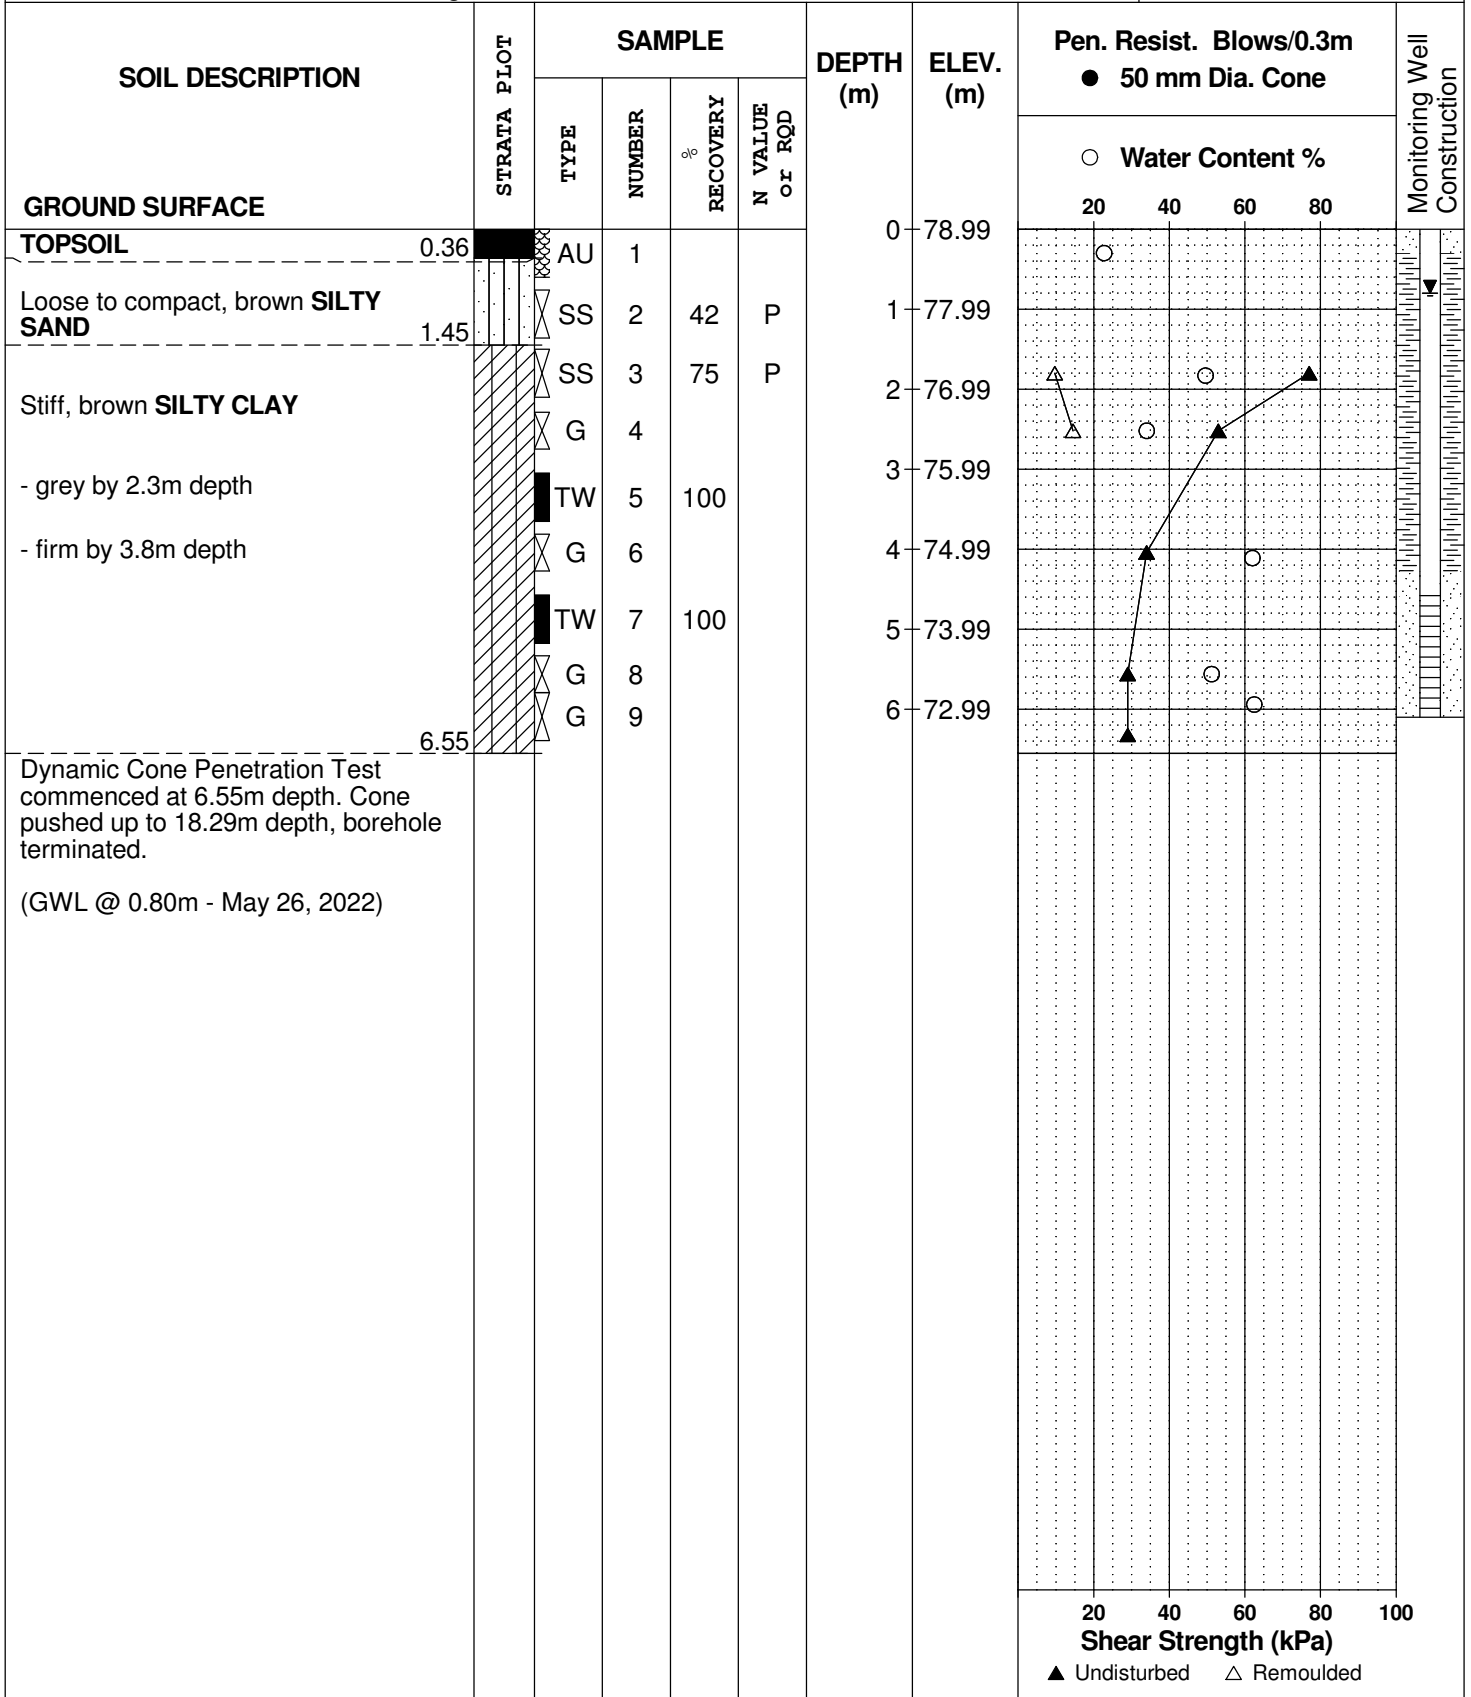 SOIL DESCRIPTION
GROUND SURFACE
STRATA PLOT
SAMPLE
TYPE
NUMBER
%
RECOVERY
N VALUE
or RQD
DEPTH
(m)
ELEV.
(m)
Pen. Resist. Blows/0.3m
● 50 mm Dia. Cone
○ Water Content %
20 40 60 80
Monitoring Well
Construction
TOPSOIL 0.36
Loose to compact, brown SILTY
SAND 1.45
Stiff, brown SILTY CLAY
- grey by 2.3m depth
- firm by 3.8m depth
6.55
Dynamic Cone Penetration Test
commenced at 6.55m depth. Cone
pushed up to 18.29m depth, borehole
terminated.
(GWL @ 0.80m - May 26, 2022)
AU 1
SS 2 42 P
SS 3 75 P
G 4
TW 5 100
G 6
TW 7 100
G 8
G 9
0 78.99
1 77.99
2 76.99
3 75.99
4 74.99
5 73.99
6 72.99
20 40 60 80 100
Shear Strength (kPa)
▲ Undisturbed △ Remoulded